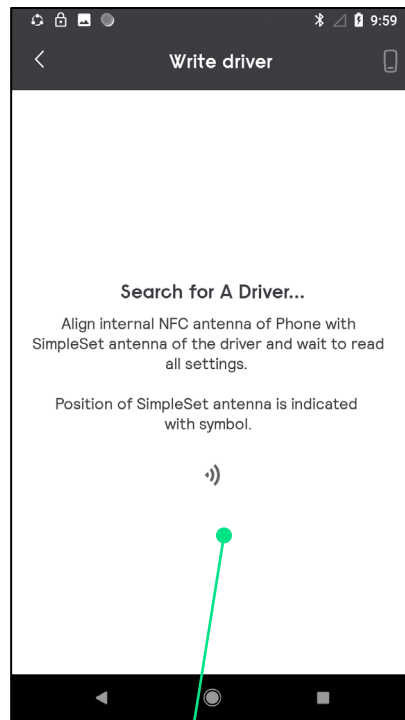 9:59
Write driver
Search for A Driver...
Align internal NFC antenna of Phone with
SimpleSet antenna of the driver and wait to read
all settings.
Position of SimpleSet antenna is indicated
with symbol.